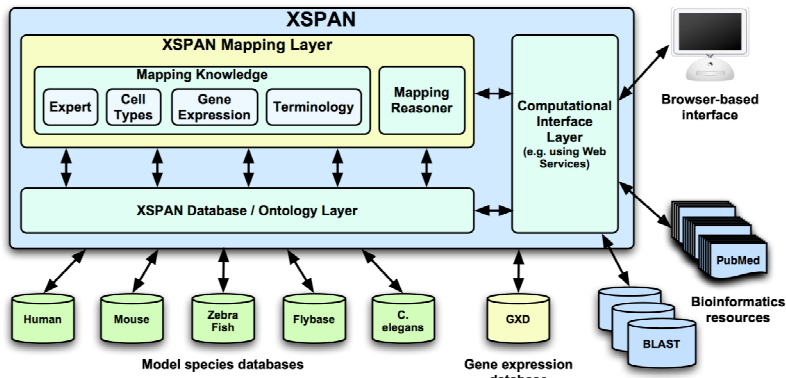 XSPAN
XSPAN Mapping Layer
Mapping Knowledge
Expert
Cell
Types
Gene
Expression
Terminology
Mapping
Reasoner
Computational
Interface
Layer
(e.g. using Web
Services)
XSPAN Database / Ontology Layer
Browser-based
interface
PubMed
Bioinformatics
resources
BLAST
Human
Mouse
Zebra
Fish
Flybase
C.
elegans
GXD
Model species databases
Gene expression
database